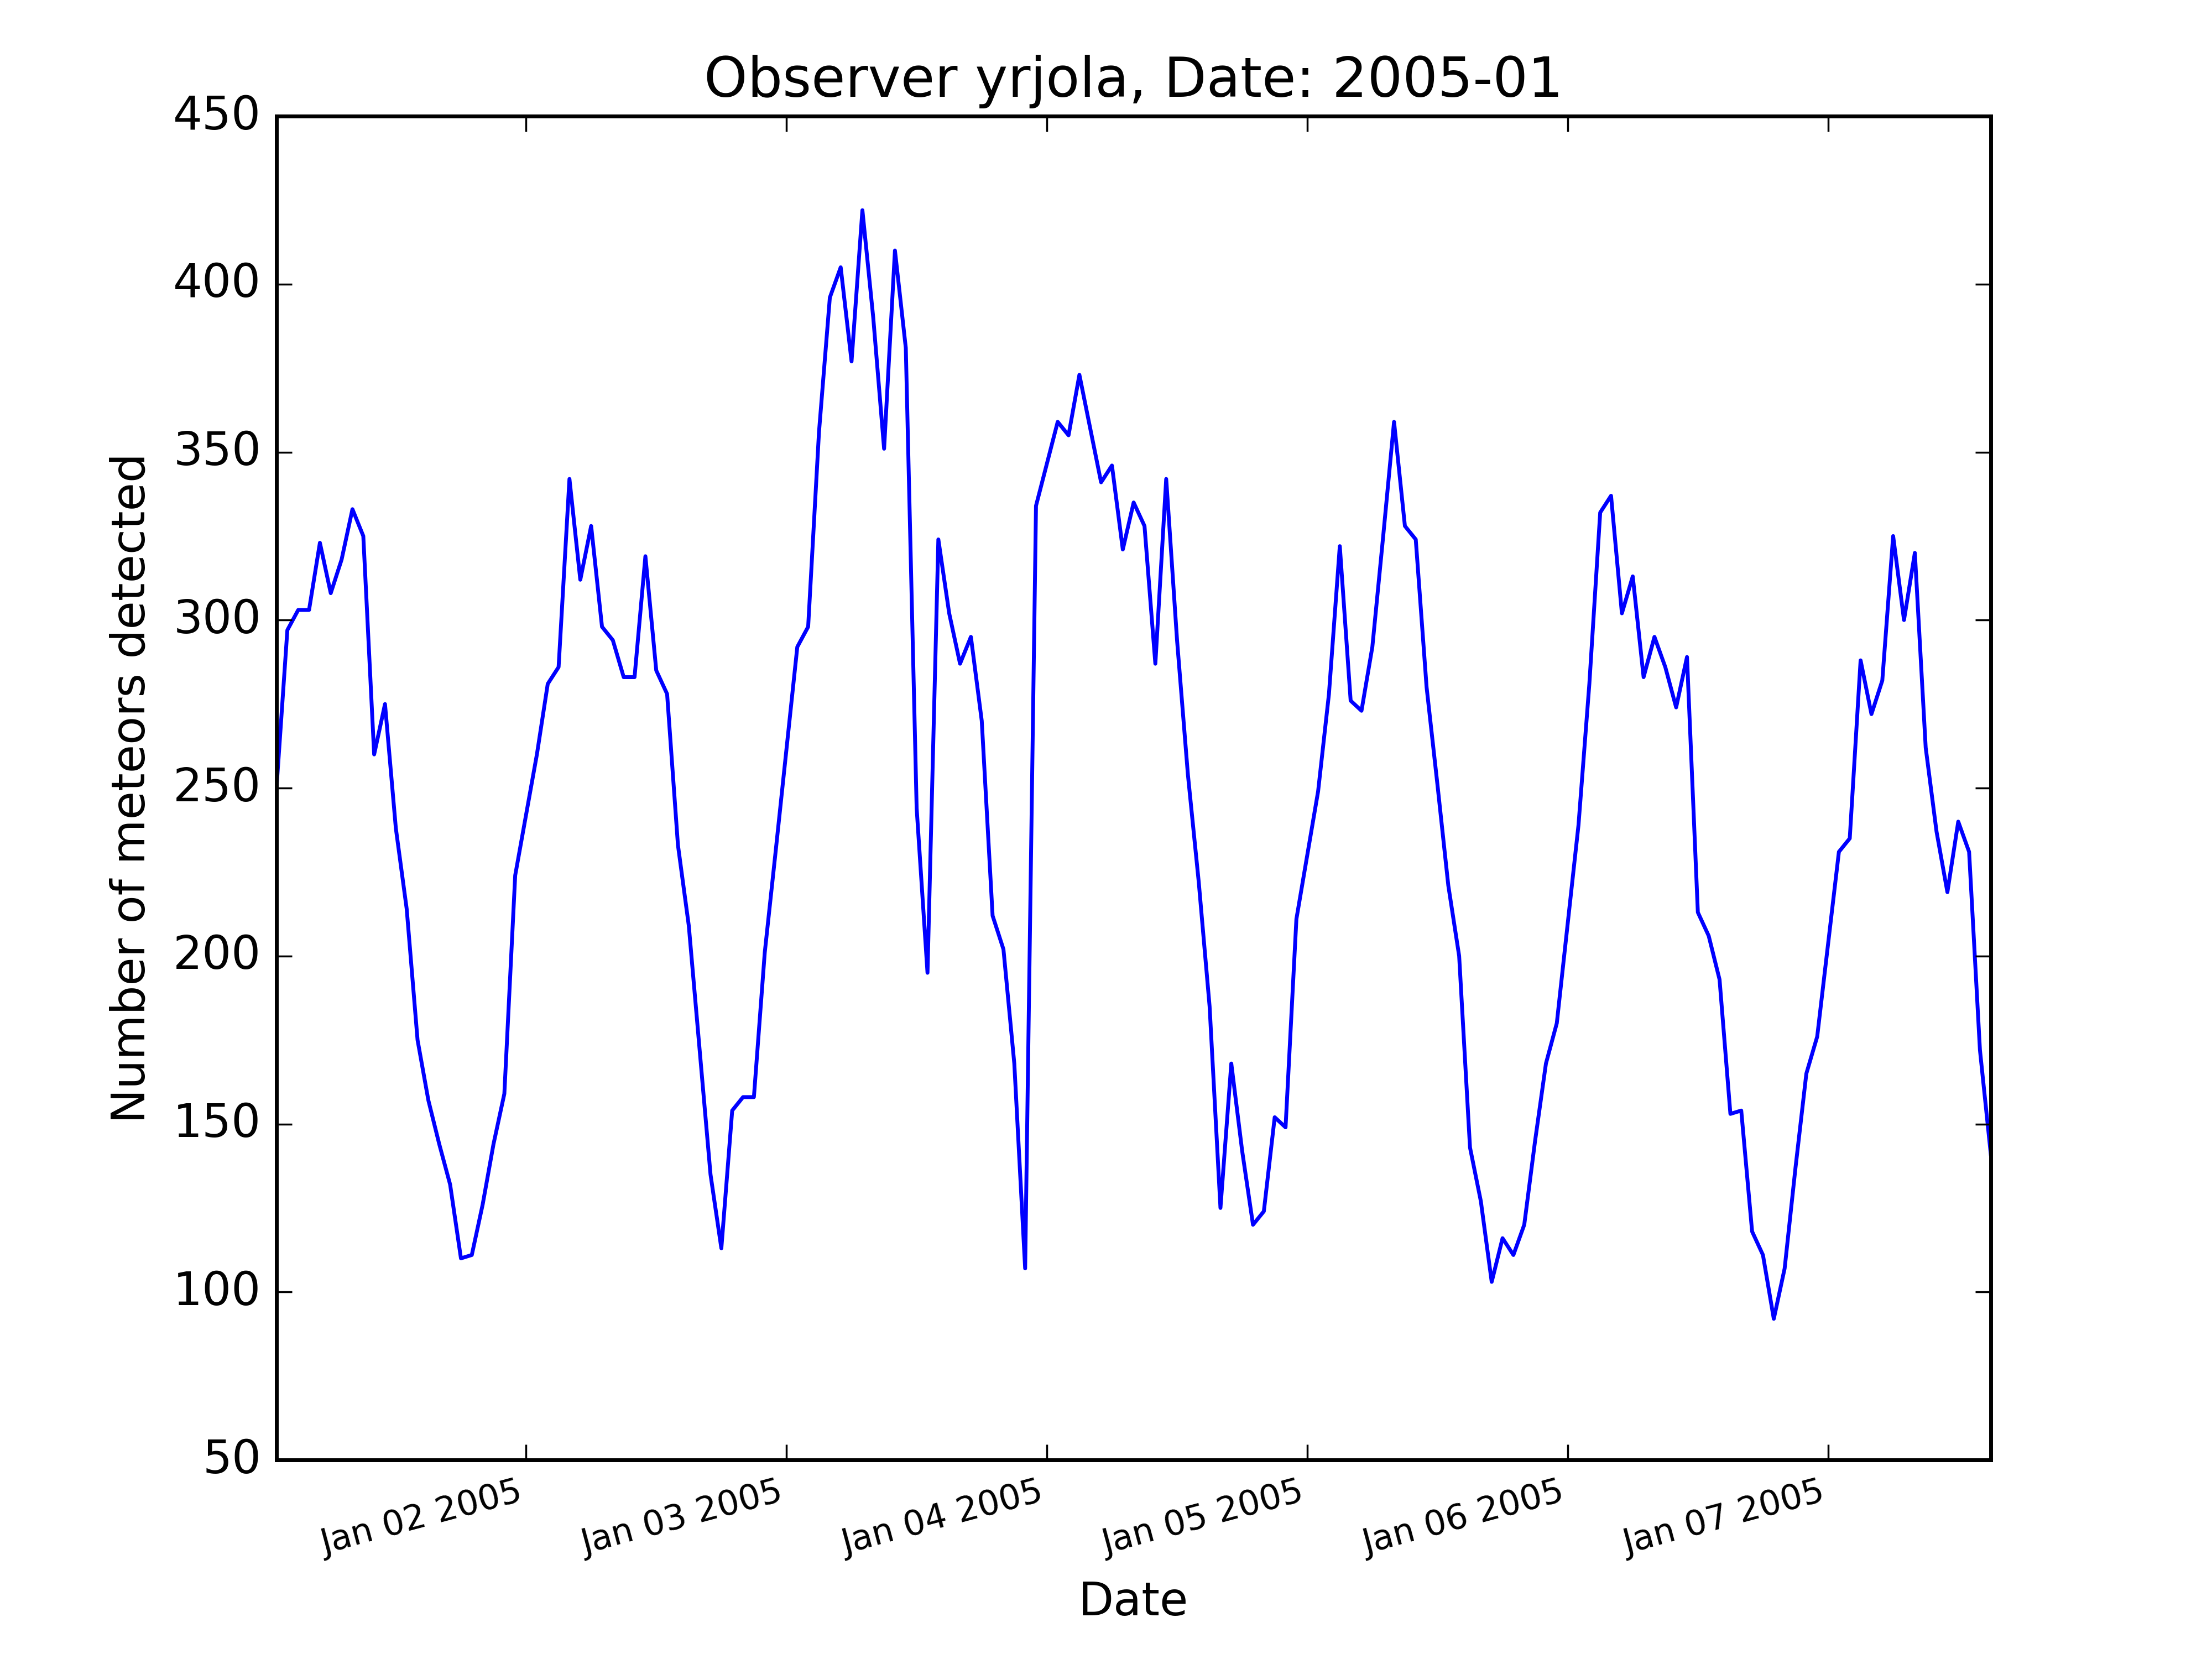 Observer yrjola, Date: 2005-01
450
400
350
300
250
200
150
100
50
Number of meteors detected
Jan 02 2005
Jan 03 2005
Jan 04 2005
Jan 05 2005
Jan 06 2005
Jan 07 2005
Date